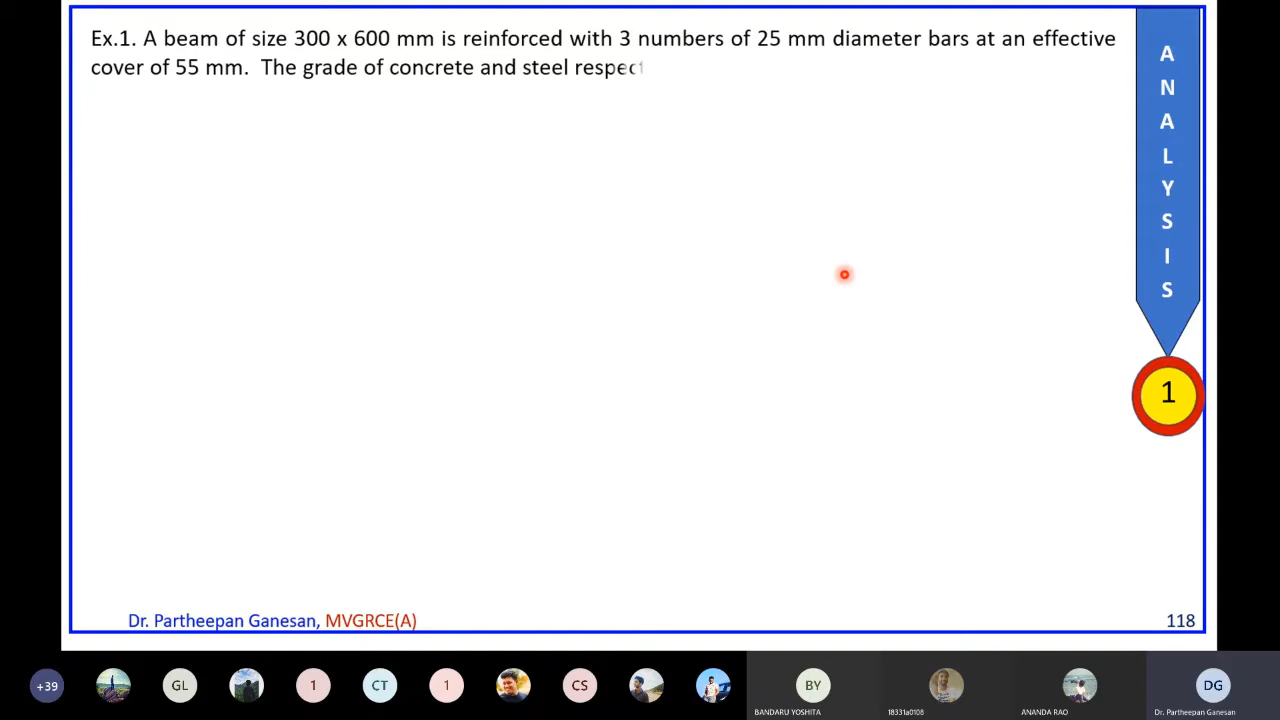 Ex.1. A beam of size 300 x 600 mm is reinforced with 3 numbers of 25 mm diameter bars at an effective
cover of 55 mm. The grade of concrete and steel respect
A
N
A
L
Y
S
I
S
1
Dr. Partheepan Ganesan, MVGRCE(A)
118
+39
GL
1
CT
1
CS
BY
DG
BANDARU YOSHITA
18331a0108
ANANDA RAO
Dr. Partheepan Ganesan